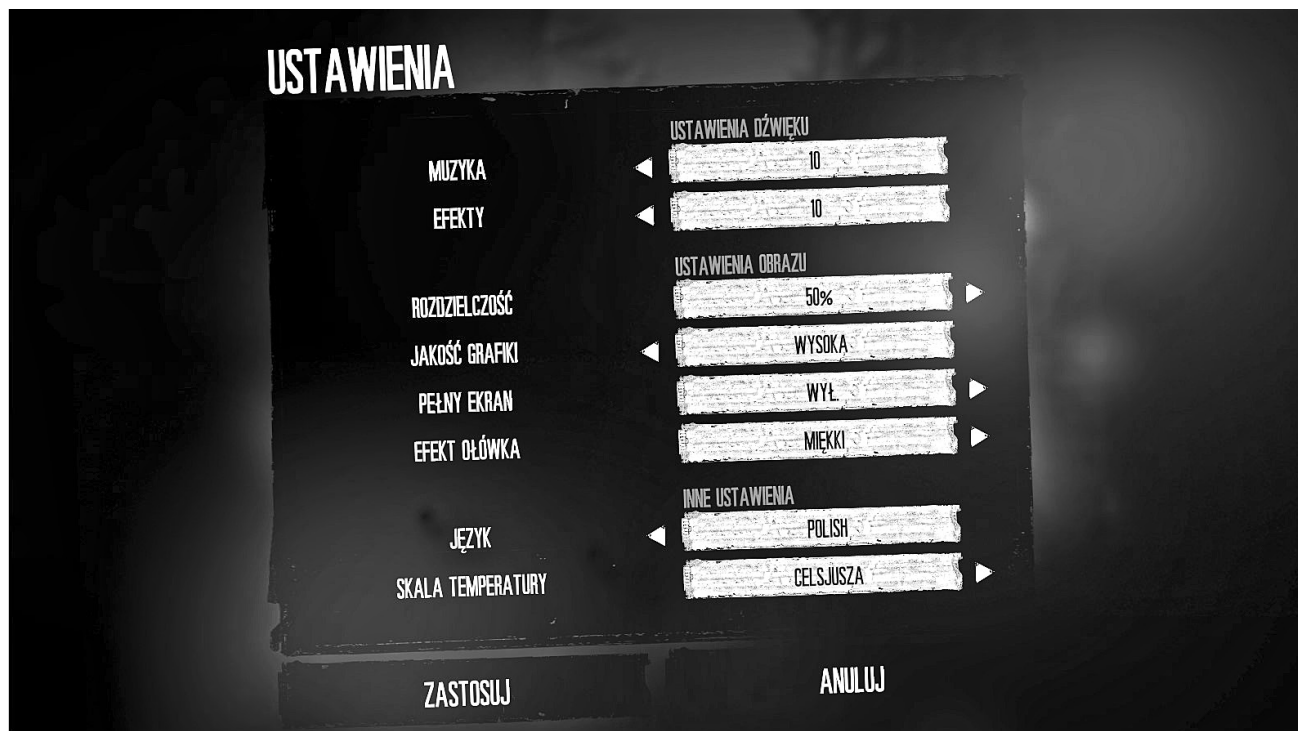 USTAWIENIA
USTAWIENIA DŹWIĘKU
MUZYKA 10
EFEKTY 10
USTAWIENIA OBRAZU
ROZDZIELCZOŚĆ 50%
JAKOŚĆ GRAFIKI WYSOKA
PEŁNY EKRAN WYŁ.
EFEKT OŁÓWKA MIĘKKI
INNE USTAWIENIA
JĘZYK POLISH
SKALA TEMPERATURY CELSJUSZA
ZASTOSUJ ANULUJ